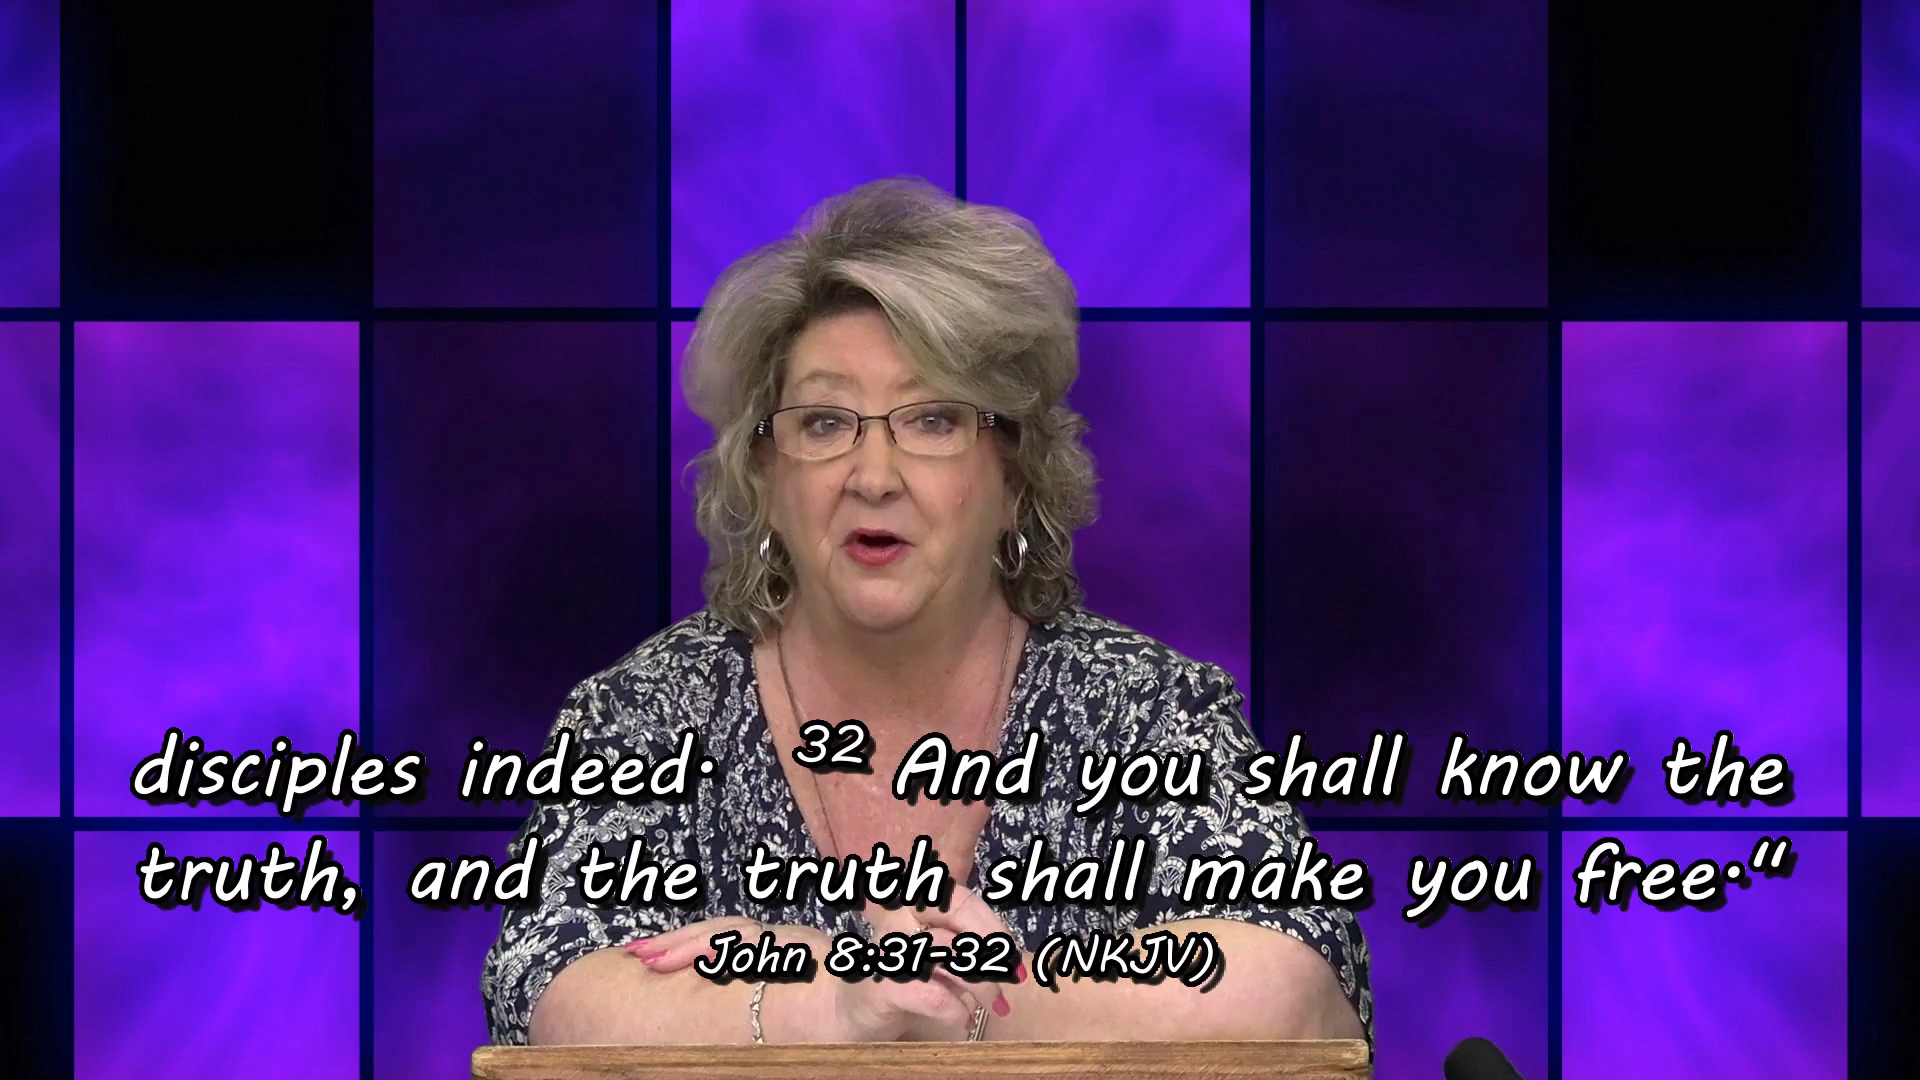 disciples indeed. ³² And you shall know the
truth, and the truth shall make you free.“
John 8:31-32 (NKJV)